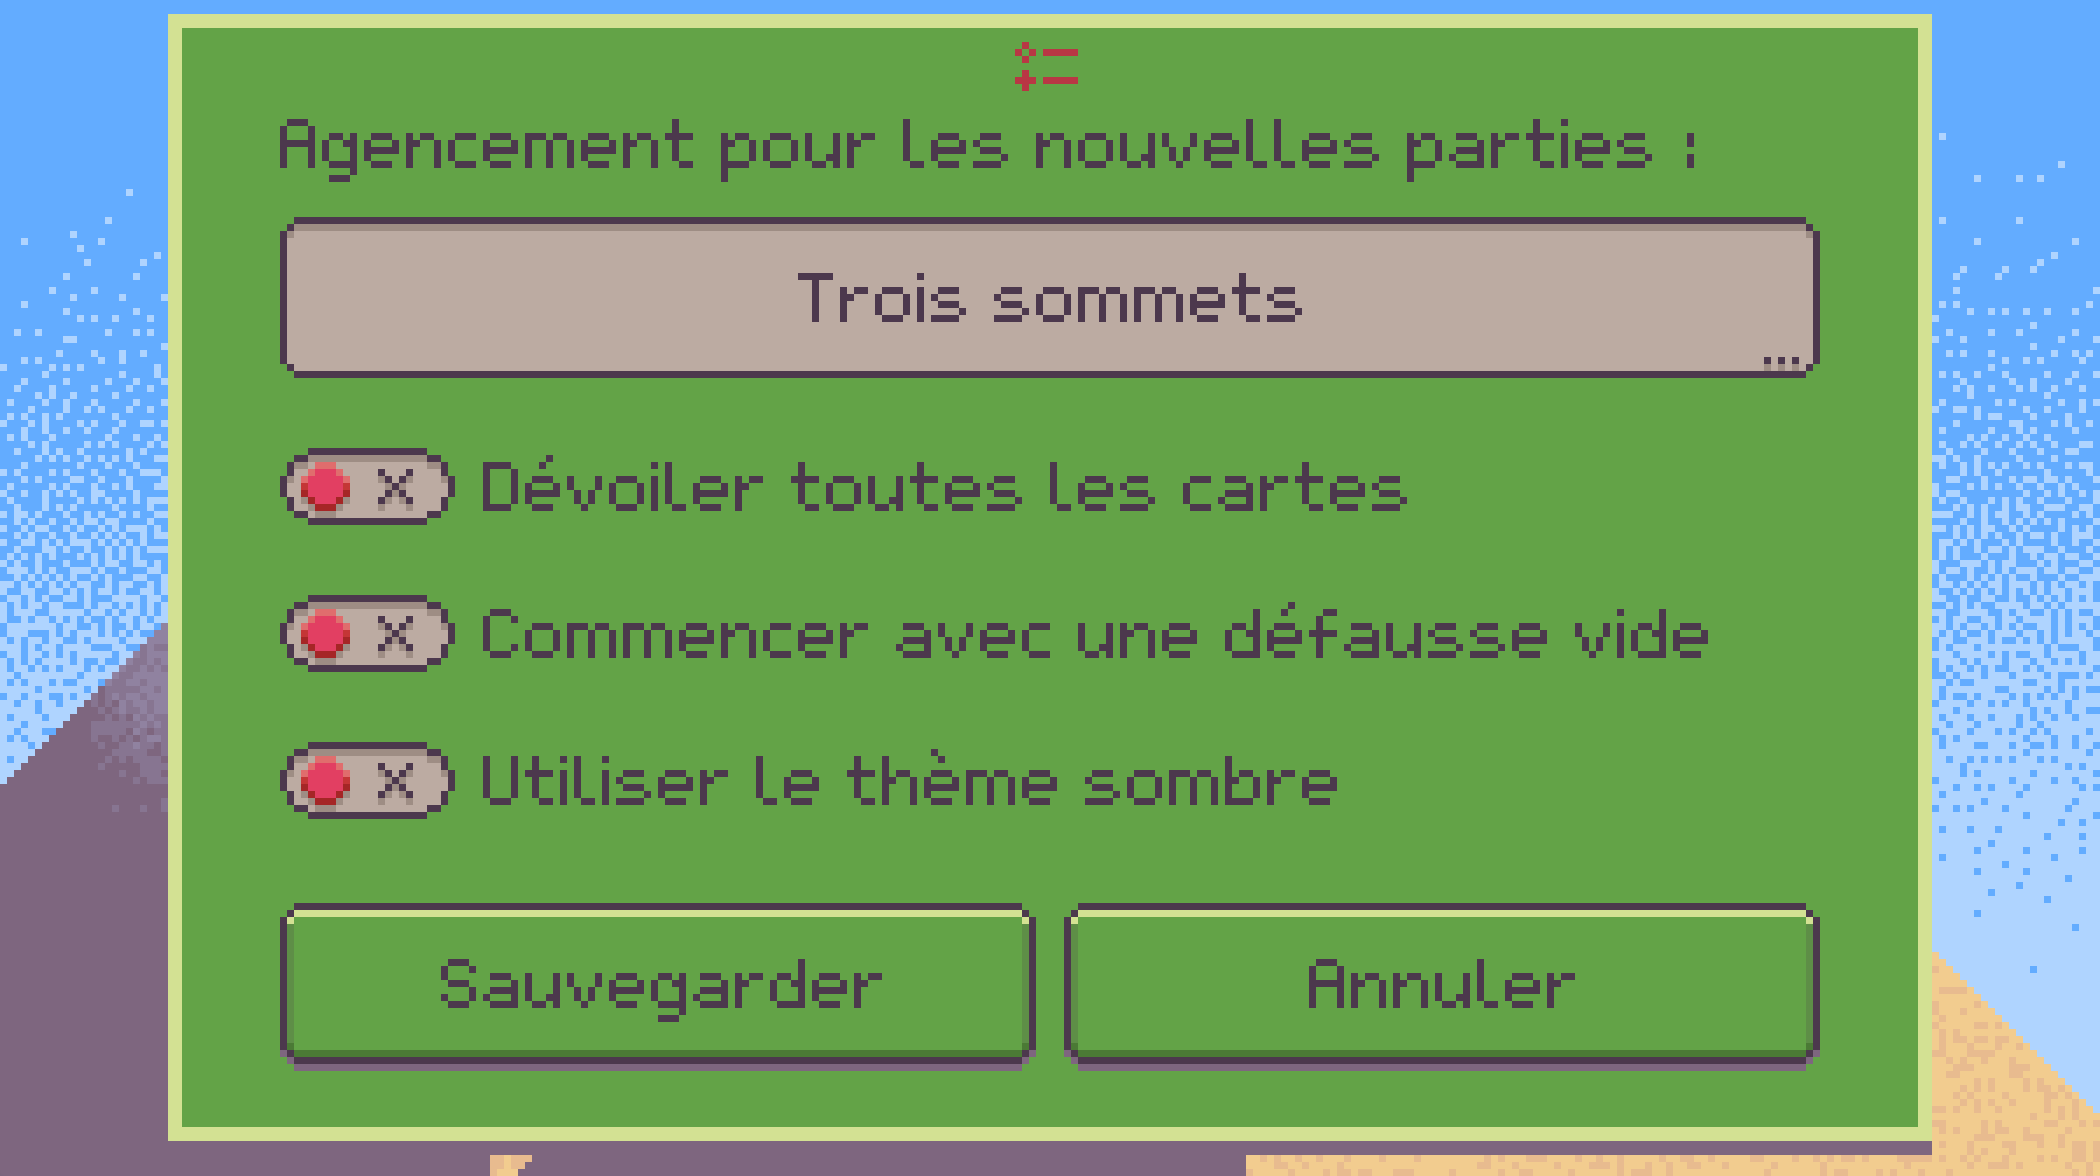 Agencement pour les nouvelles parties :
Trois sommets
Dévoiler toutes les cartes
Commencer avec une défausse vide
Utiliser le thème sombre
Sauvegarder
Annuler